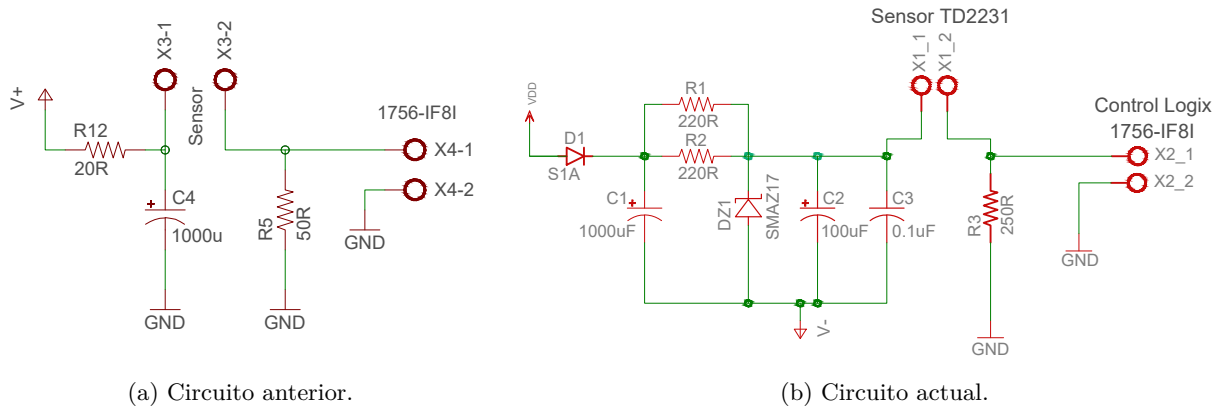 X3-1
X3-2
V+
Sensor
R12
20R
C4
1000u
GND
R5
50R
GND
1756-IF8I
X4-1
X4-2
GND
(a) Circuito anterior.
Sensor TD2231
X1_1
X1_2
VDD
D1
S1A
R1
220R
R2
220R
C1
1000uF
DZ1
SMAZ17
C2
100uF
C3
0.1uF
V-
R3
250R
GND
Control Logix
1756-IF8I
X2_1
X2_2
GND
(b) Circuito actual.